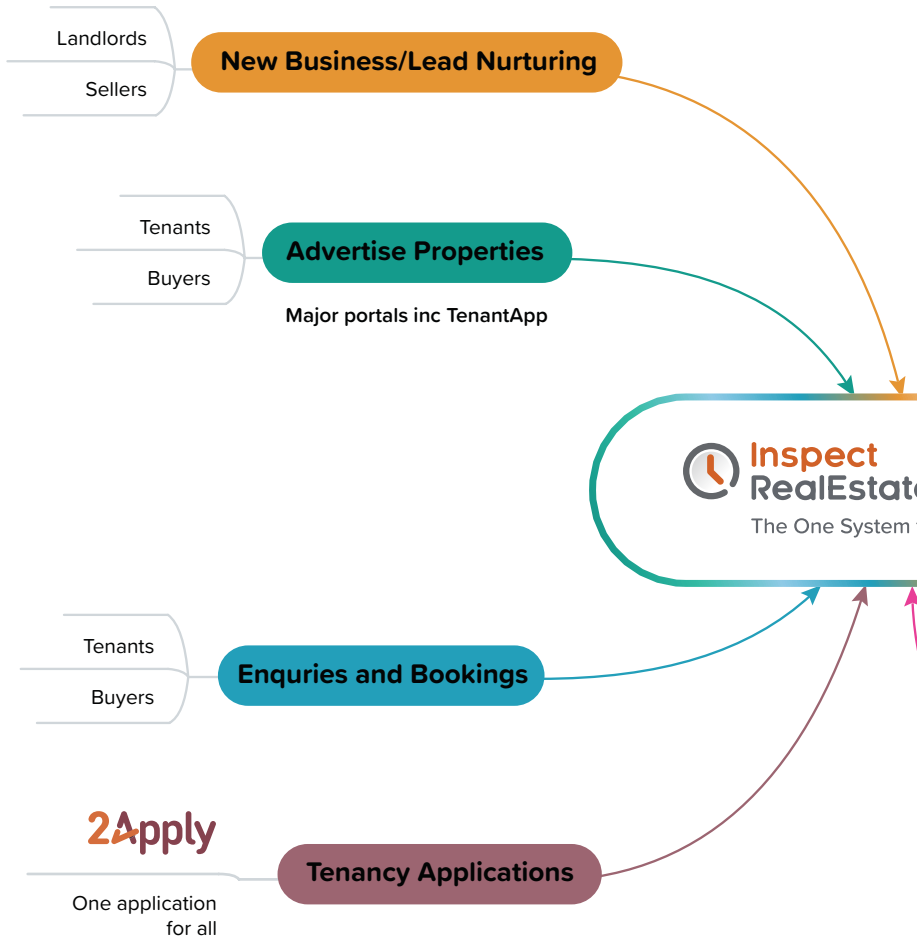 Landlords
Sellers
New Business/Lead Nurturing
Tenants
Buyers
Advertise Properties
Major portals inc TenantApp
Inspect
RealEstate
The One System
Tenants
Buyers
Enquries and Bookings
2Apply
One application
for all
Tenancy Applications